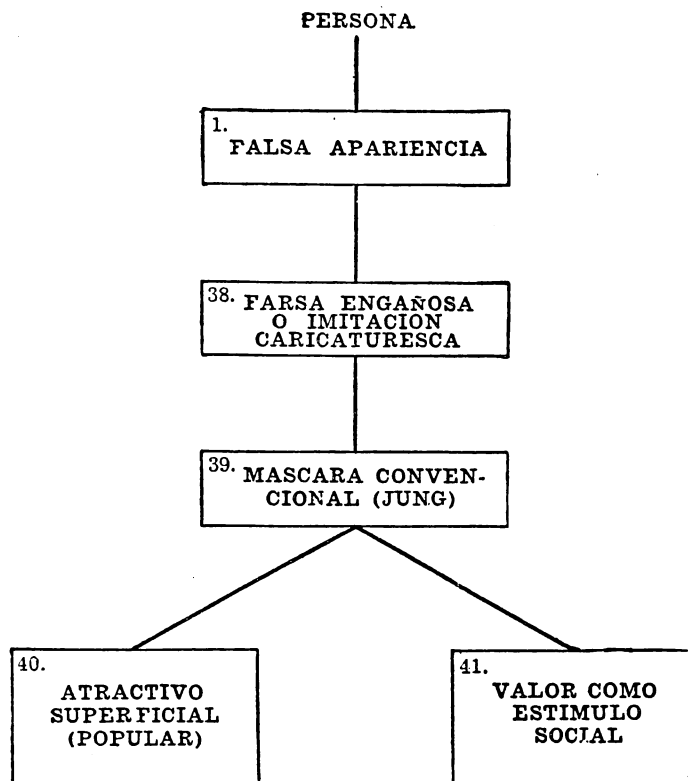 PERSONA
1.
FALSA APARIENCIA
38. FARSA ENGAÑOSA
O IMITACION
CARICATURESCA
39. MASCARA CONVEN-
CIONAL (JUNG)
40.
ATRACTIVO
SUPERFICIAL
(POPULAR)
41.
VALOR COMO
ESTIMULO
SOCIAL